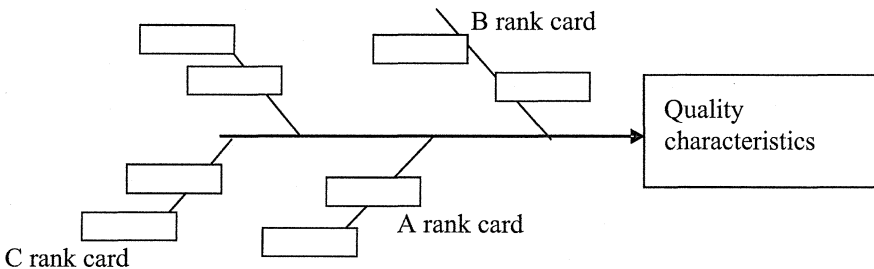 B rank card
Quality
characteristics
A rank card
C rank card